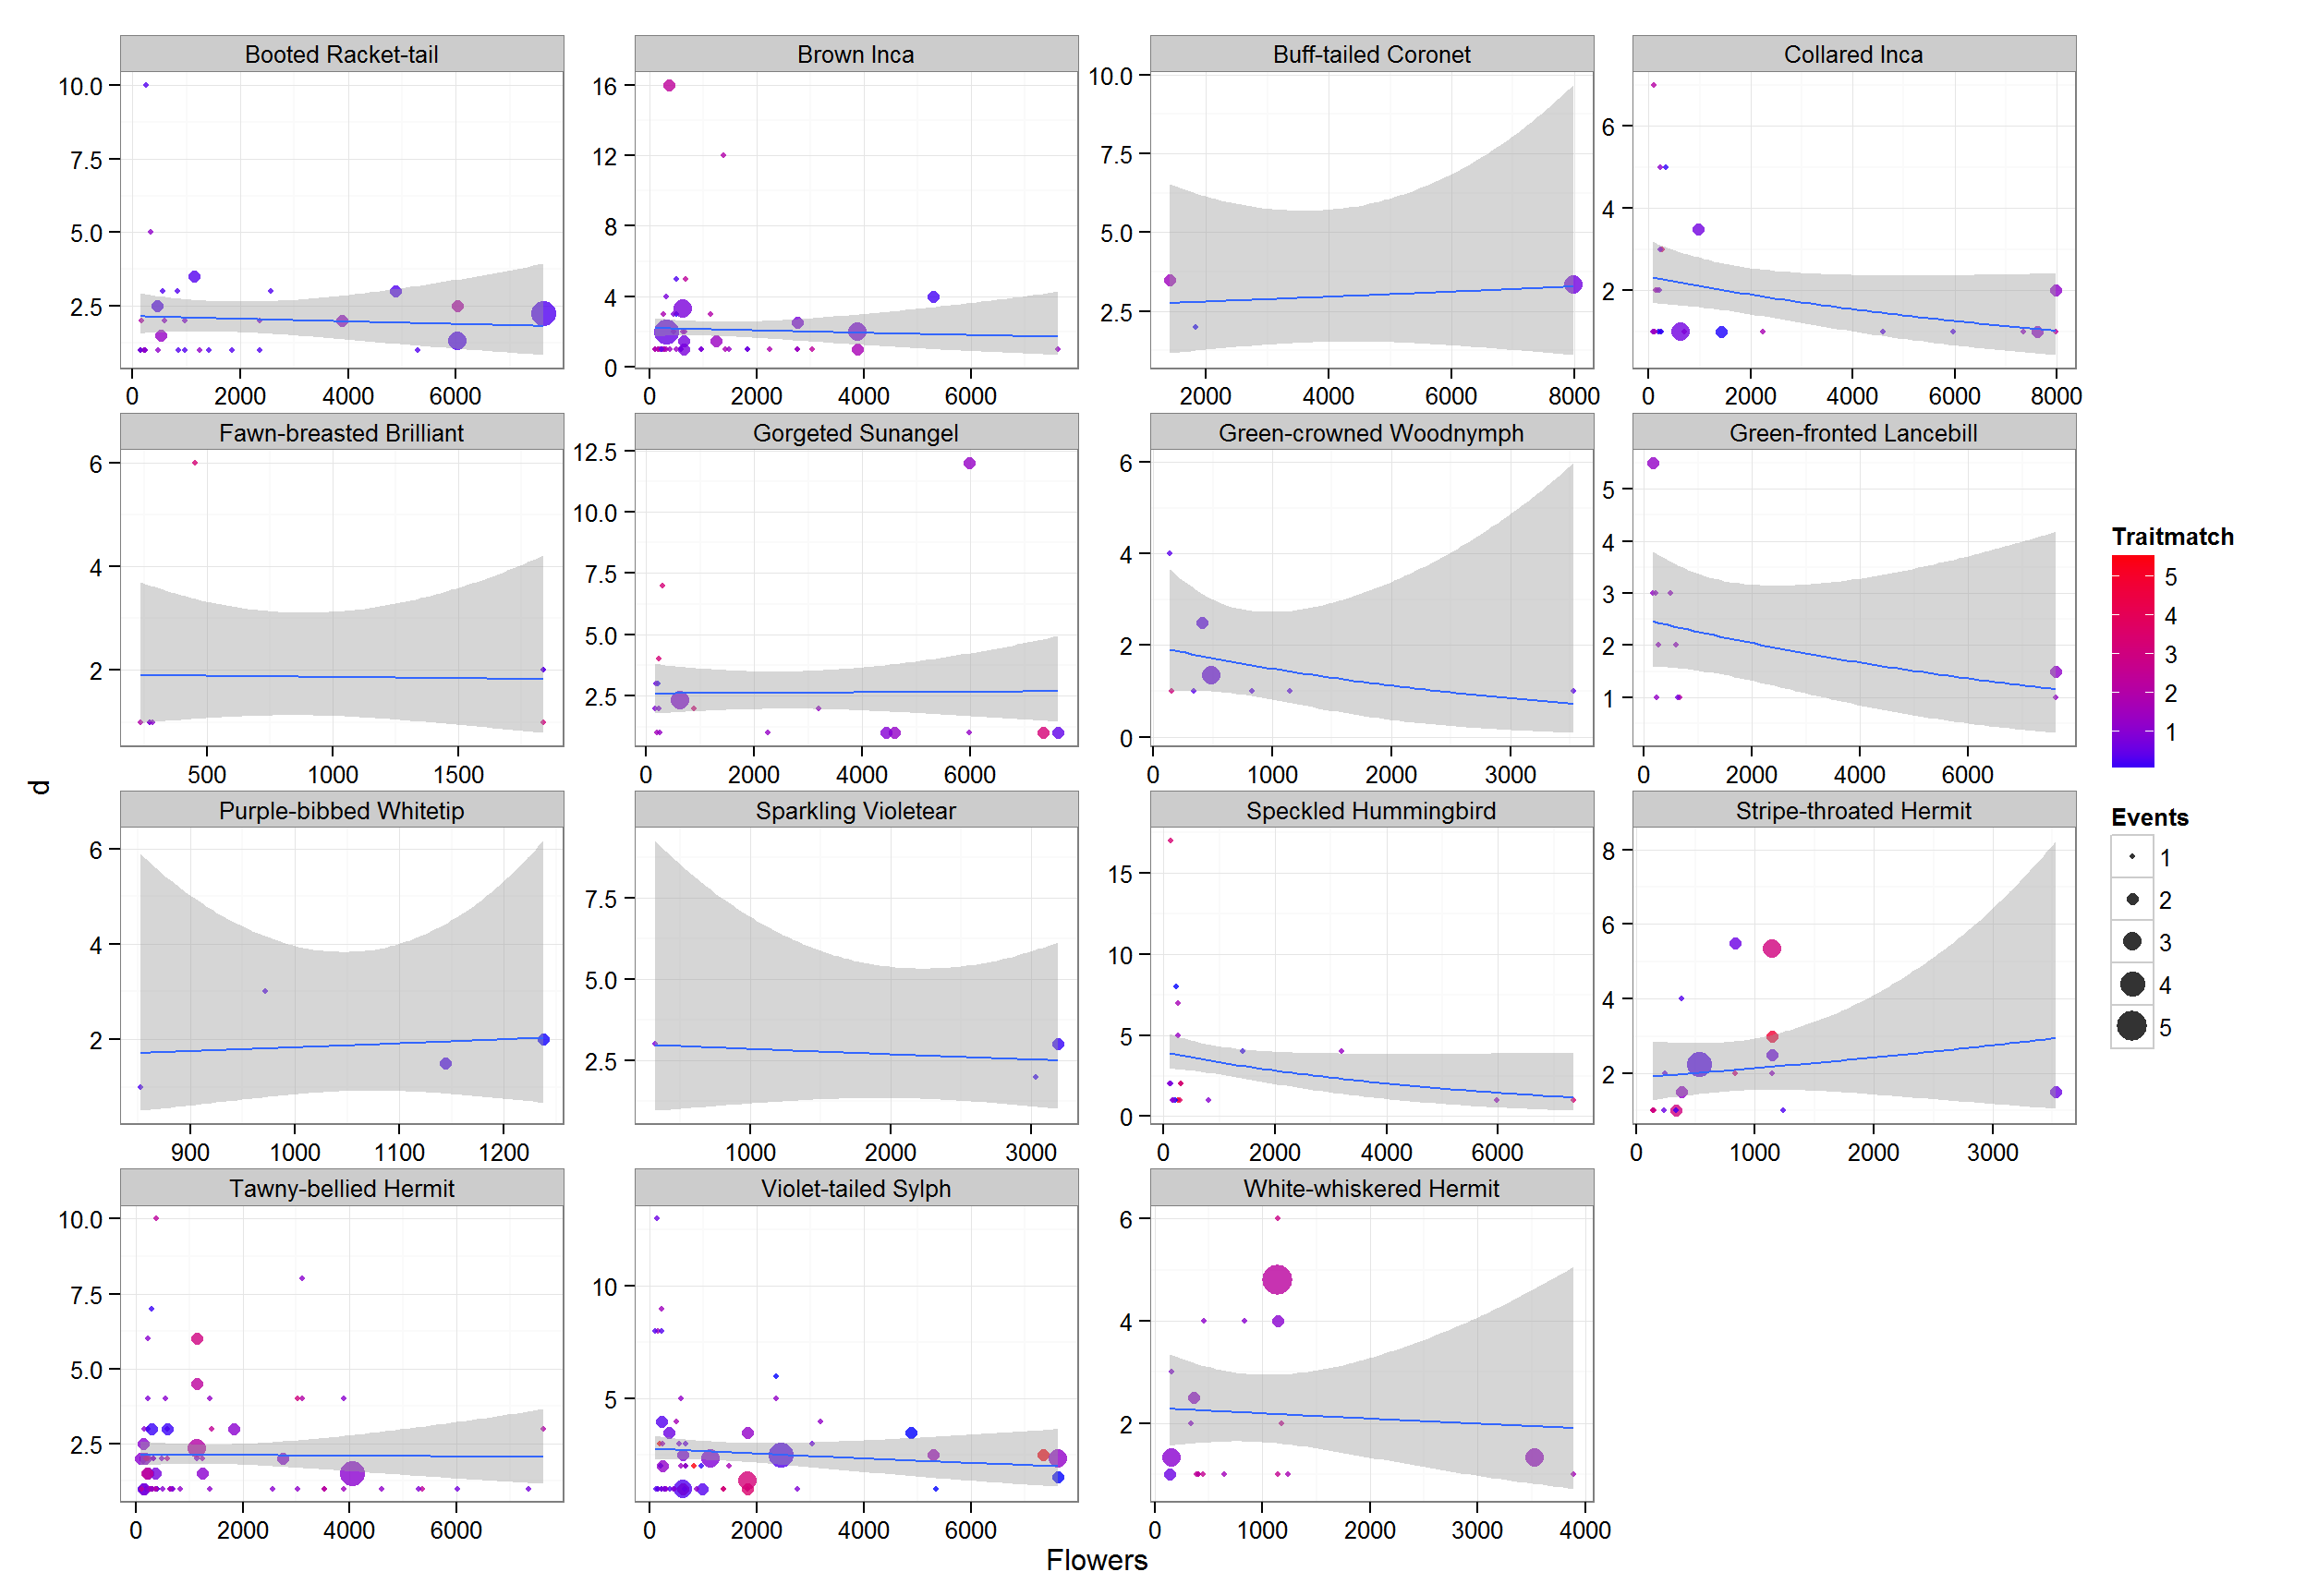 Booted Racket-tail
Brown Inca
Buff-tailed Coronet
Collared Inca
10.0
7.5
5.0
2.5
16
12
8
4
0
10.0
7.5
5.0
2.5
6
4
2
0 2000 4000 6000
0 2000 4000 6000
2000 4000 6000 8000
0 2000 4000 6000 8000
Fawn-breasted Brilliant
Gorgeted Sunangel
Green-crowned Woodnymph
Green-fronted Lancebill
6
4
2
12.5
10.0
7.5
5.0
2.5
6
4
2
0
5
4
3
2
1
500 1000 1500
0 2000 4000 6000
0 1000 2000 3000
0 2000 4000 6000
Purple-bibbed Whitetip
Sparkling Violetear
Speckled Hummingbird
Stripe-throated Hermit
6
4
2
7.5
5.0
2.5
15
10
5
0
8
6
4
2
900 1000 1100 1200
1000 2000 3000
0 2000 4000 6000
0 1000 2000 3000
Tawny-bellied Hermit
Violet-tailed Sylph
White-whiskered Hermit
10.0
7.5
5.0
2.5
10
5
6
4
2
0 2000 4000 6000
0 2000 4000 6000
0 1000 2000 3000 4000
d
Flowers
Traitmatch
5
4
3
2
1
Events
1
2
3
4
5